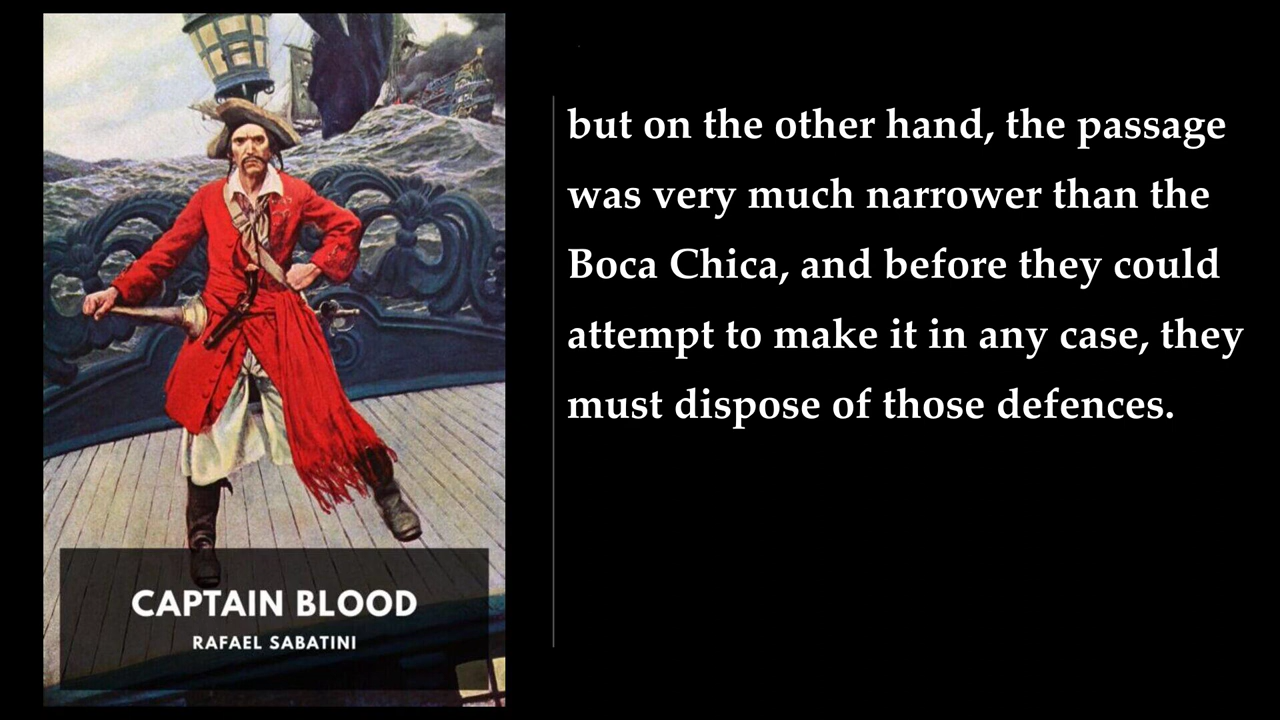 CAPTAIN BLOOD
RAFAEL SABATINI
but on the other hand, the passage
was very much narrower than the
Boca Chica, and before they could
attempt to make it in any case, they
must dispose of those defences.